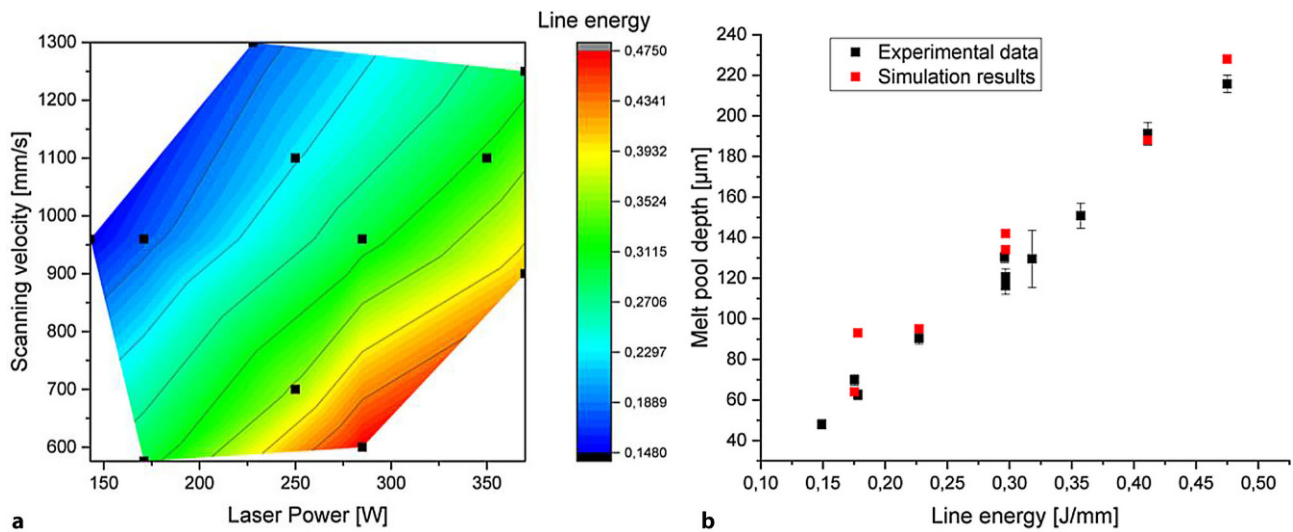 Line energy
1300
1200
1100
1000
900
800
700
600
Scanning velocity [mm/s]
150 200 250 300 350
Laser Power [W]
a
0,4750
0,4341
0,3932
0,3524
0,3115
0,2706
0,2297
0,1889
0,1480
Experimental data
Simulation results
240
220
200
180
160
140
120
100
80
60
40
Melt pool depth [µm]
0,10 0,15 0,20 0,25 0,30 0,35 0,40 0,45 0,50
Line energy [J/mm]
b